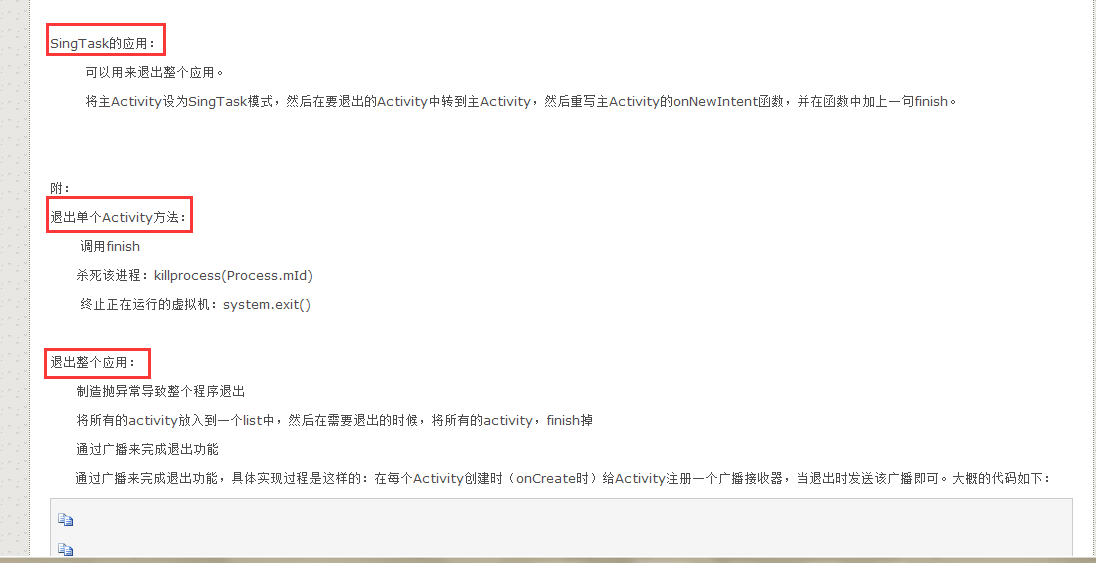 SingTask的应用：
可以用来退出整个应用。
将主Activity设为SingTask模式，然后在要退出的Activity中转到主Activity，然后重写主Activity的onNewIntent函数，并在函数中加上一句finish。
附：
退出单个Activity方法：
调用finish
杀死该进程：killprocess(Process.mId)
终止正在运行的虚拟机：system.exit()
退出整个应用：
制造抛异常导致整个程序退出
将所有的activity放入到一个list中，然后在需要退出的时候，将所有的activity，finish掉
通过广播来完成退出功能
通过广播来完成退出功能，具体实现过程是这样的：在每个Activity创建时（onCreate时）给Activity注册一个广播接收器，当退出时发送该广播即可。大概的代码如下：